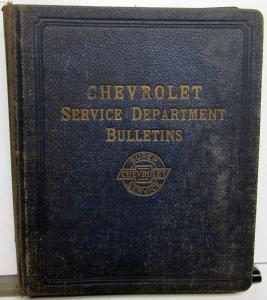 CHEVROLET
SERVICE DEPARTMENT
BULLETINS
SUPER
CHEVROLET
SERVICE